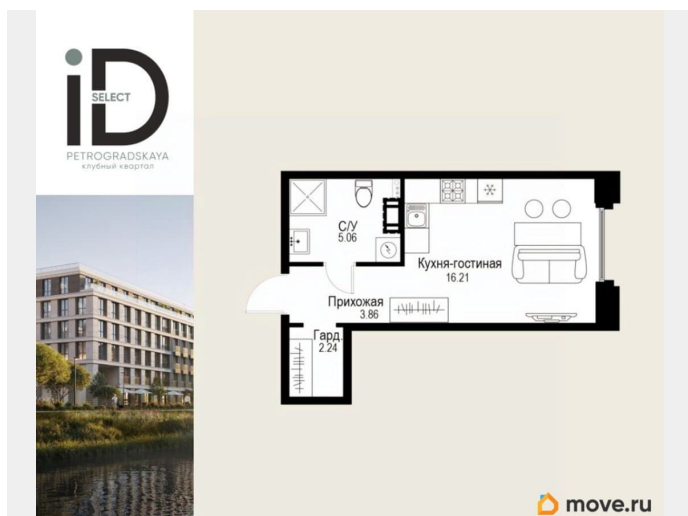 iD
SELECT
PETROGRADSKAYA
клубный квартал
С/У
5.06
Кухня-гостиная
16.21
Прихожая
3.86
Гард.
2.24
move.ru